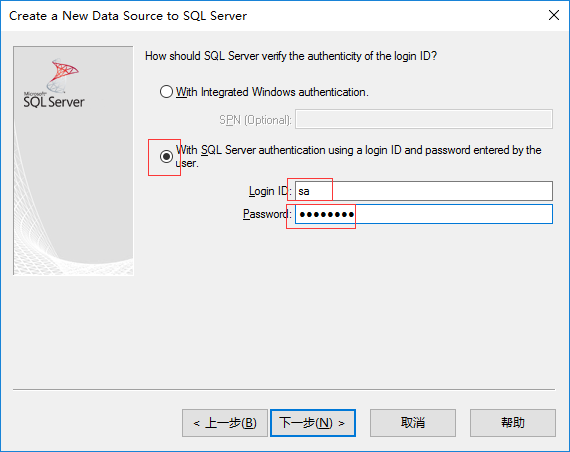 Create a New Data Source to SQL Server
How should SQL Server verify the authenticity of the login ID?
Microsoft
SQL Server
With Integrated Windows authentication.
SPN (Optional):
With SQL Server authentication using a login ID and password entered by the
user.
Login ID: sa
Password: ●●●●●●●●
< 上一步(B) 下一步(N) > 取消 帮助